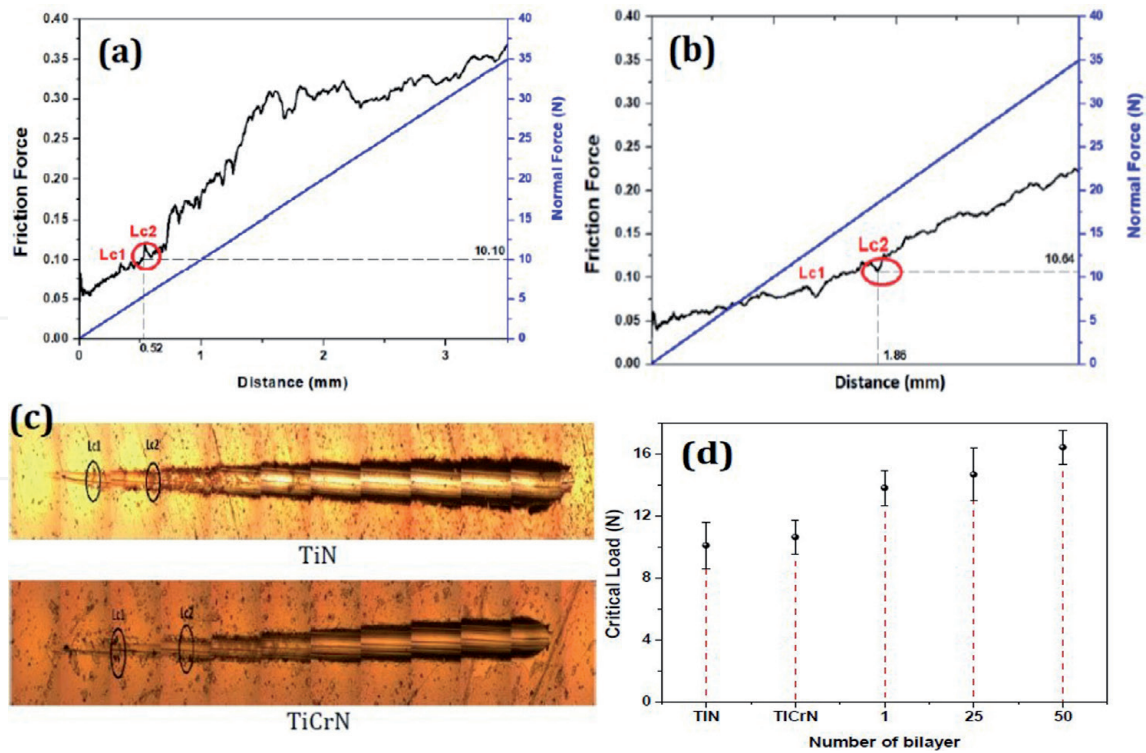 (a)
0.40
0.35
0.30
0.25
0.20
0.15
0.10
0.05
0.00
Friction Force
40
35
30
25
20
15
10
5
0
Normal Force (N)
Lc2
Lc1
10.10
0.52
0
1
2
3
Distance (mm)
(b)
0.40
0.35
0.30
0.25
0.20
0.15
0.10
0.05
0.00
Friction Force
40
35
30
25
20
15
10
5
0
Normal Force (N)
Lc2
Lc1
10.64
1.86
Distance (mm)
(c)
Lc1
Lc2
TiN
Lc1
Lc2
TiCrN
(d)
16
12
8
4
0
Critical Load (N)
TIN
TICrN
1
25
50
Number of bilayer